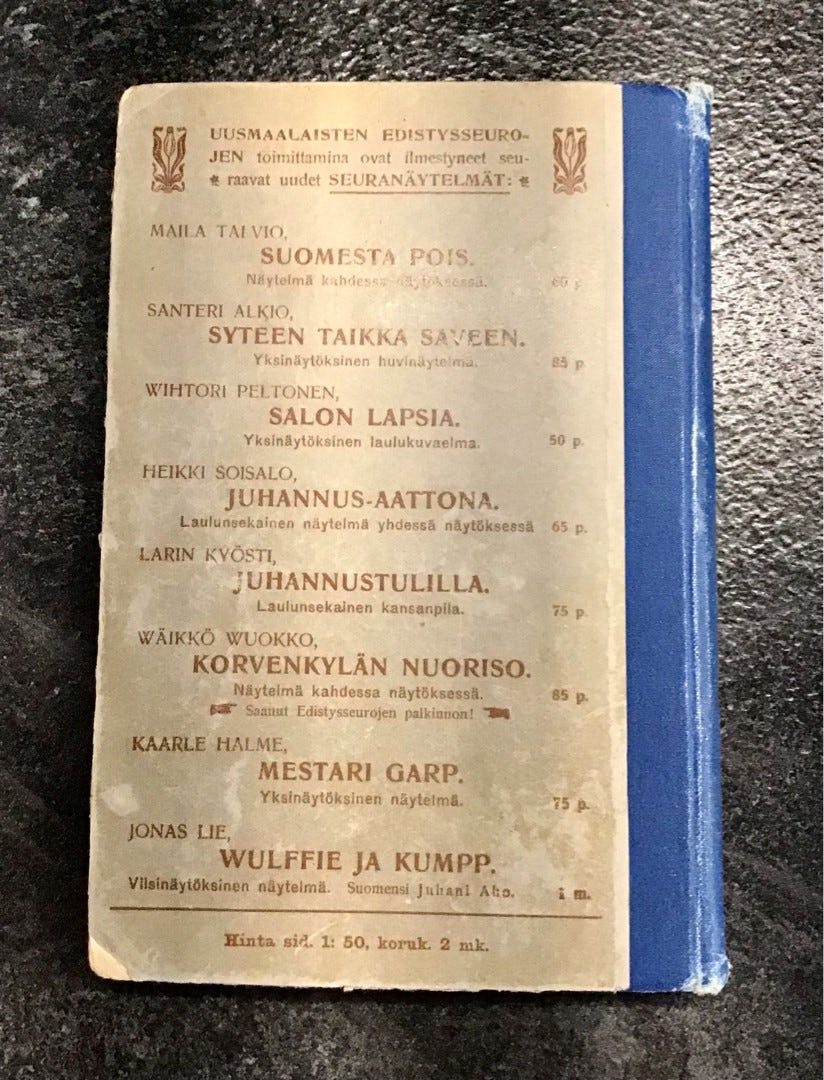 UUSMAALAISTEN EDISTYSSEURO-
JEN toimittamina ovat ilmestyneet seu-
raavat uudet SEURANÄYTELMÄT:
MAILA TALVIO,
SUOMESTA POIS.
Näytelmä kahdessa näytöksessä. 60 p
SANTERI ALKIO,
SYTEEN TAIKKA SAVEEN.
Yksinäytöksinen huvinäytelmä. 85 p
WIHTORI PELTONEN,
SALON LAPSIA.
Yksinäytöksinen laulukuvaelma. 50 p.
HEIKKI SOISALO,
JUHANNUS-AATTONA.
Laulunsekainen näytelmä yhdessä näytöksessä 65 p.
LARIN KYÖSTI,
JUHANNUSTULILLA.
Laulunsekainen kansanpila. 75 p
WÄIKKÖ WUOKKO,
KORVENKYLÄN NUORISO.
Näytelmä kahdessa näytöksessä. 85 p.
Saanut Edistysseurojen palkinnon!
KAARLE HALME,
MESTARI GARP.
Yksinäytöksinen näytelmä. 75 p.
JONAS LIE,
WULFFIE JA KUMPP.
Viisinäytöksinen näytelmä. Suomensi Juhani Aho. 1 m.
Hinta sid. 1: 50, koruk. 2 mk.